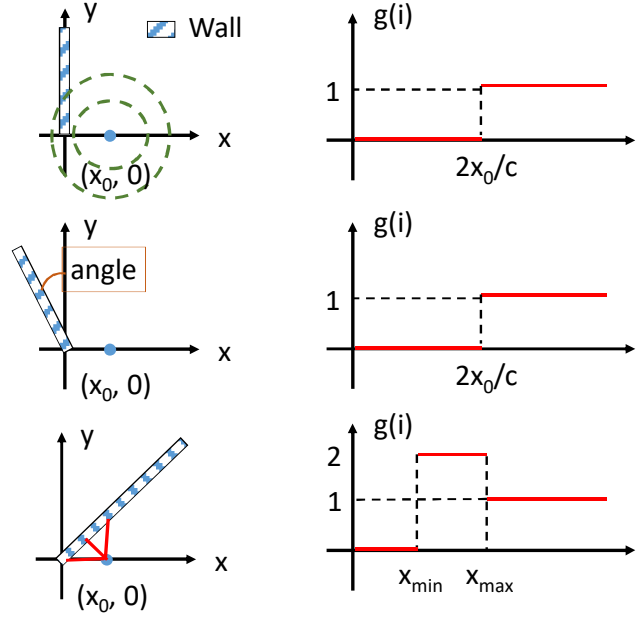 y
Wall
x
(x₀, 0)
g(i)
1
2x₀/c
y
angle
x
(x₀, 0)
g(i)
1
2x₀/c
y
x
(x₀, 0)
g(i)
2
1
xₘᵢₙ
xₘₐₓ